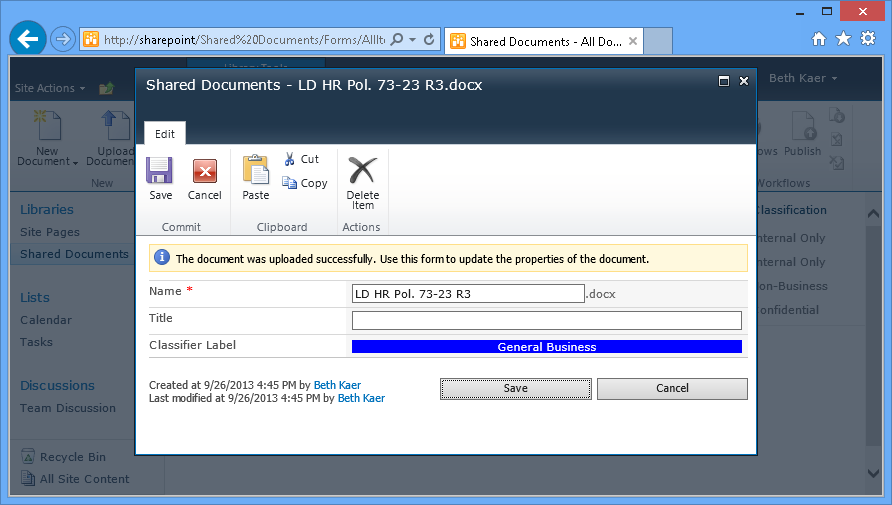 http://sharepoint/Shared%20Documents/Forms/AllIte
Shared Documents - All Do...
Site Actions
Library Tools
Beth Kaer
Shared Documents - LD HR Pol. 73-23 R3.docx
Edit
New Document
Upload Docume
New
Save
Cancel
Commit
Paste
Cut
Copy
Clipboard
Delete Item
Actions
ows
Publish
Workflows
Libraries
Site Pages
Shared Documents
Lists
Calendar
Tasks
Discussions
Team Discussion
Recycle Bin
All Site Content
The document was uploaded successfully. Use this form to update the properties of the document.
Name *
LD HR Pol. 73-23 R3
.docx
Title
Classifier Label
General Business
Created at 9/26/2013 4:45 PM by Beth Kaer
Last modified at 9/26/2013 4:45 PM by Beth Kaer
Save
Cancel
Classification
nternal Only
nternal Only
on-Business
onfidential